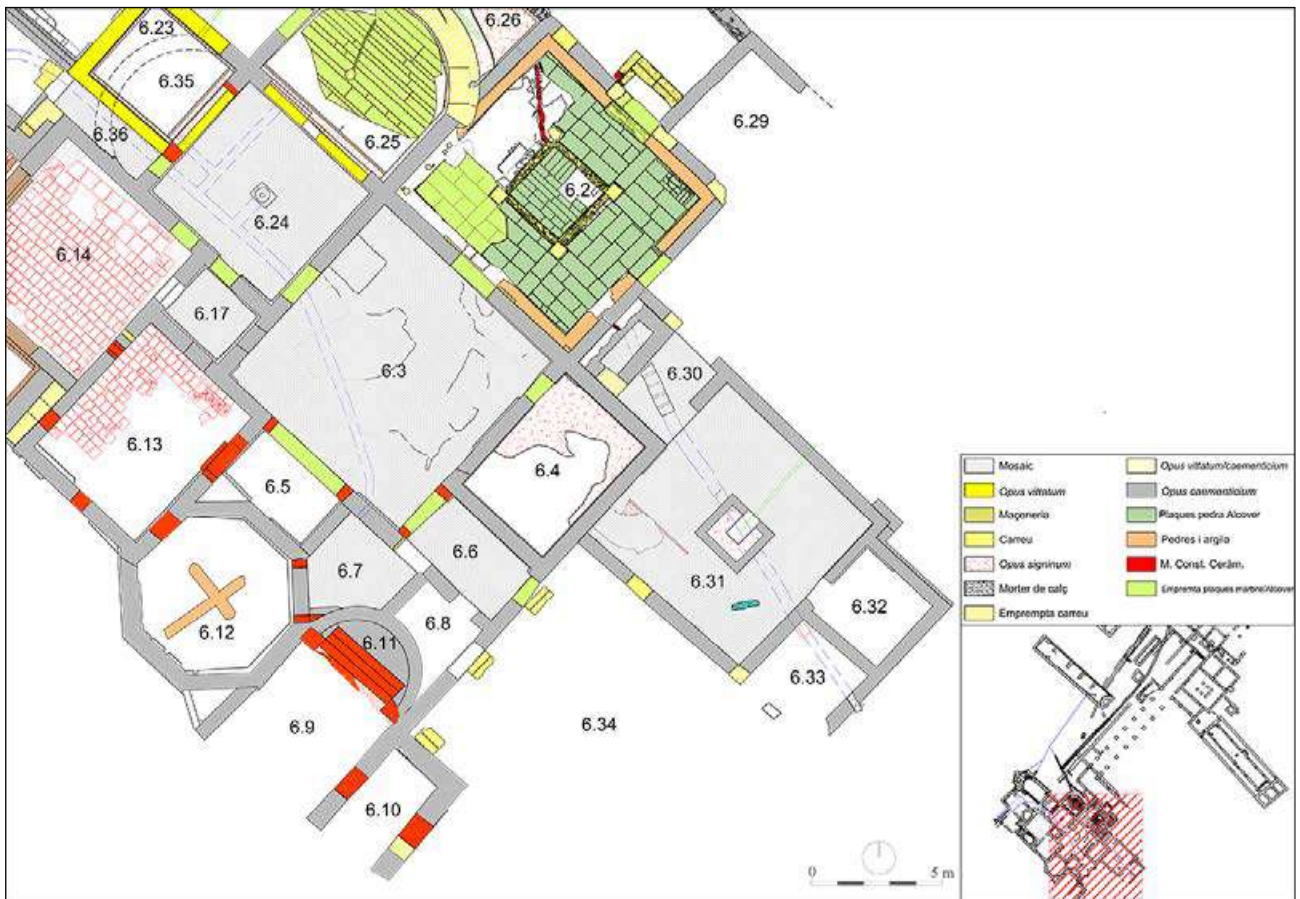 6.23
6.26
6.35
6.36
6.25
6.29
6.2
6.24
6.14
6.17
6.3
6.30
6.13
6.4
6.5
6.6
6.31
6.7
6.32
6.12
6.8
6.11
6.33
6.9
6.34
6.10
0 5 m
Mosaic
Opus vittatum
Maçoneria
Carreu
Opus signinum
Morter de calç
Emprempta carreu
Opus vittatum/caementicium
Opus caementicium
Plaques pedra Alcover
Pedres i argila
M. Const. Ceràm.
Empremta plaques marbre/Alcover